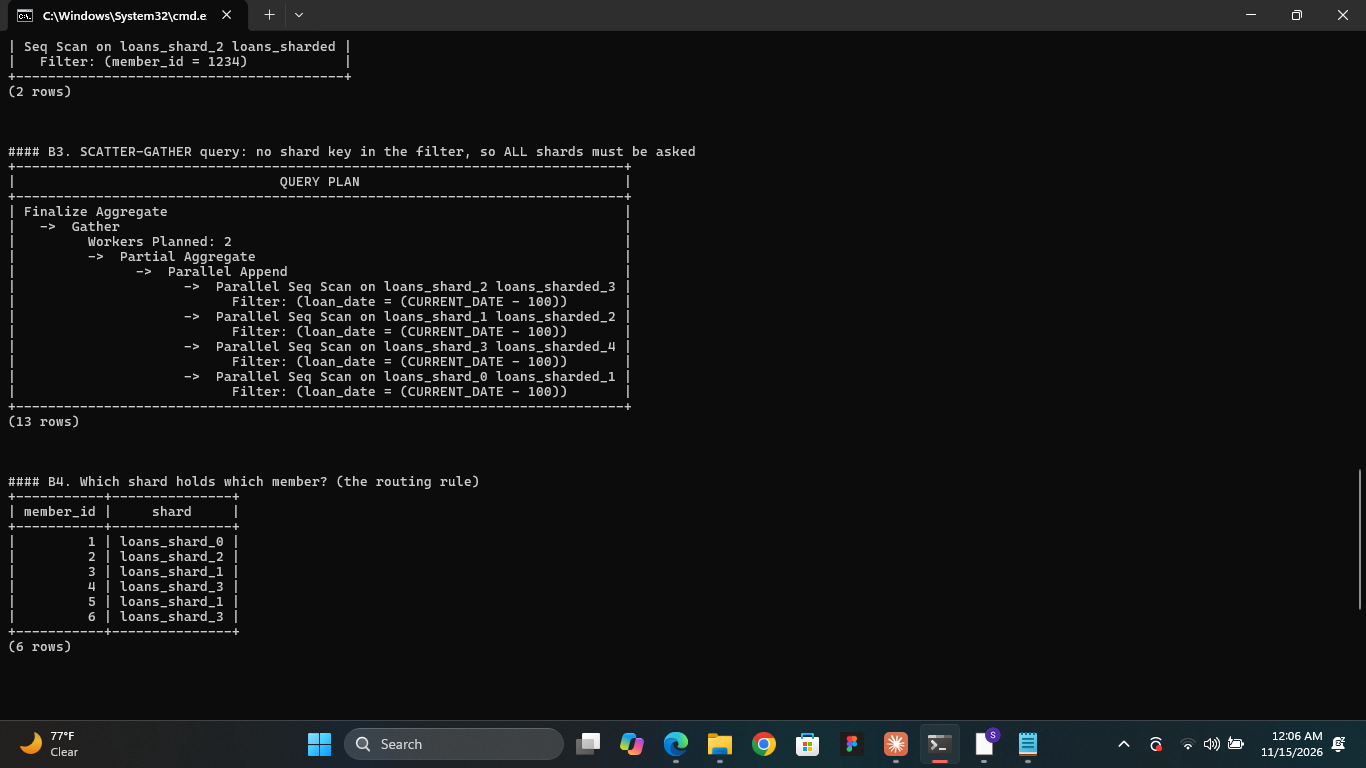 C:\Windows\System32\cmd.e
| Seq Scan on loans_shard_2 loans_sharded |
|   Filter: (member_id = 1234)            |
+-----------------------------------------+
(2 rows)
#### B3. SCATTER-GATHER query: no shard key in the filter, so ALL shards must be asked
+----------------------------------------------------------------------------+
|                                 QUERY PLAN                                 |
+----------------------------------------------------------------------------+
| Finalize Aggregate                                                         |
|   ->  Gather                                                               |
|         Workers Planned: 2                                                 |
|         ->  Partial Aggregate                                              |
|               ->  Parallel Append                                          |
|                     ->  Parallel Seq Scan on loans_shard_2 loans_sharded_3 |
|                           Filter: (loan_date = (CURRENT_DATE - 100))       |
|                     ->  Parallel Seq Scan on loans_shard_1 loans_sharded_2 |
|                           Filter: (loan_date = (CURRENT_DATE - 100))       |
|                     ->  Parallel Seq Scan on loans_shard_3 loans_sharded_4 |
|                           Filter: (loan_date = (CURRENT_DATE - 100))       |
|                     ->  Parallel Seq Scan on loans_shard_0 loans_sharded_1 |
|                           Filter: (loan_date = (CURRENT_DATE - 100))       |
+----------------------------------------------------------------------------+
(13 rows)
#### B4. Which shard holds which member? (the routing rule)
+-----------+---------------+
| member_id |     shard     |
+-----------+---------------+
|         1 | loans_shard_0 |
|         2 | loans_shard_2 |
|         3 | loans_shard_1 |
|         4 | loans_shard_3 |
|         5 | loans_shard_1 |
|         6 | loans_shard_3 |
+-----------+---------------+
(6 rows)
77°F
Clear
Search
S
12:06 AM
11/15/2026